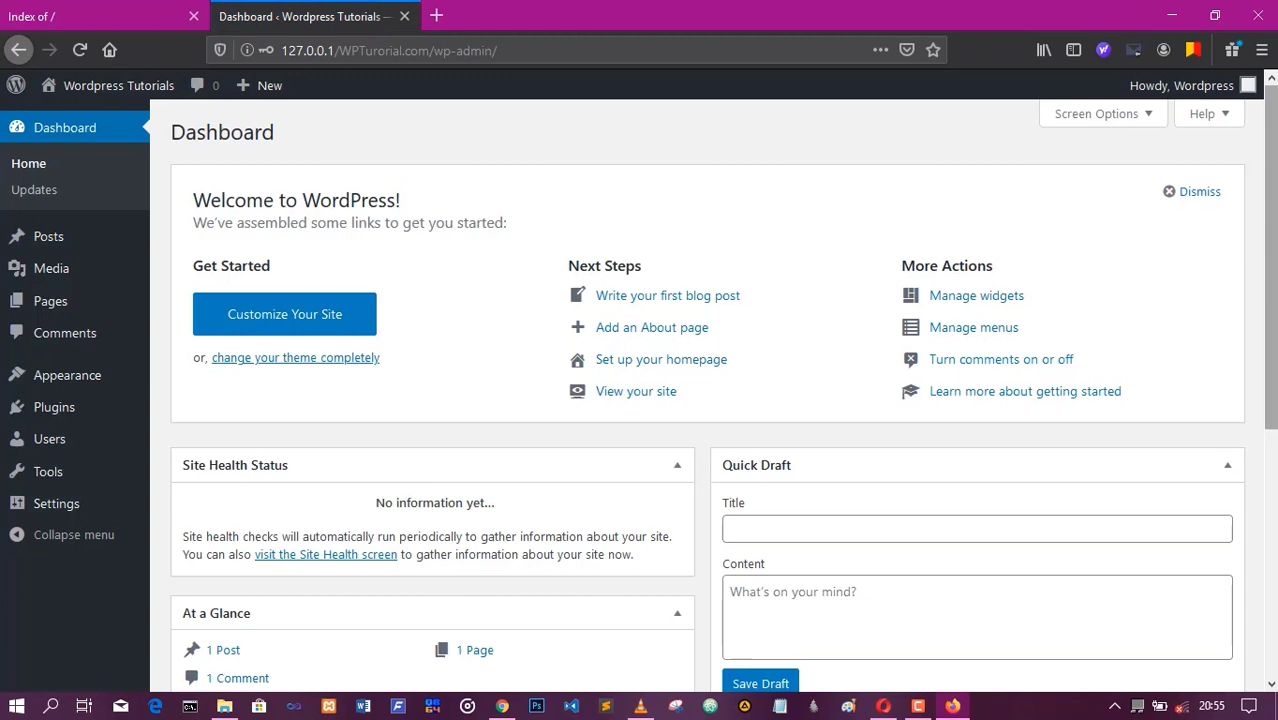 Index of /
Dashboard ‹ Wordpress Tutorials —
127.0.0.1/WPTurorial.com/wp-admin/
Wordpress Tutorials 0 New Howdy, Wordpress
Dashboard
Home
Updates
Posts
Media
Pages
Comments
Appearance
Plugins
Users
Tools
Settings
Collapse menu
Screen Options Help
Dashboard
Welcome to WordPress!
We've assembled some links to get you started:
Dismiss
Get Started
Customize Your Site
or, change your theme completely
Next Steps
Write your first blog post
Add an About page
Set up your homepage
View your site
More Actions
Manage widgets
Manage menus
Turn comments on or off
Learn more about getting started
Site Health Status
No information yet...
Site health checks will automatically run periodically to gather information about your site.
You can also visit the Site Health screen to gather information about your site now.
At a Glance
1 Post
1 Page
1 Comment
Quick Draft
Title
Content
What's on your mind?
Save Draft
20:55